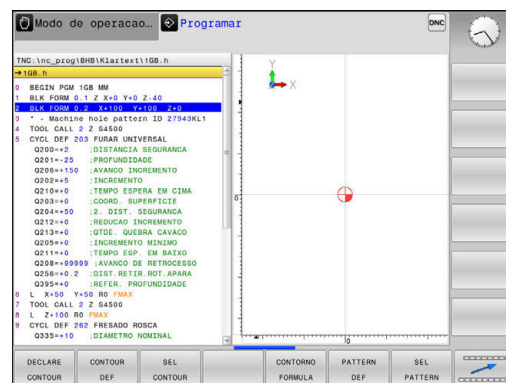 Modo de operacao... Programar
DNC
TNC:\nc_prog\BHB\Klartext\1GB.h
→1GB.h
0 BEGIN PGM 1GB MM
1 BLK FORM 0.1 Z X+0 Y+0 Z-40
2 BLK FORM 0.2 X+100 Y+100 Z+0
3 * - Machine hole pattern ID 27943KL1
4 TOOL CALL 2 Z S4500
5 CYCL DEF 203 FURAR UNIVERSAL
Q200=+2 ;DISTANCIA SEGURANCA
Q201=-25 ;PROFUNDIDADE
Q206=+150 ;AVANCO INCREMENTO
Q202=+5 ;INCREMENTO
Q210=+0 ;TEMPO ESPERA EM CIMA
Q203=+0 ;COORD. SUPERFICIE
Q204=+50 ;2. DIST. SEGURANCA
Q212=+0 ;REDUCAO INCREMENTO
Q213=+0 ;QTDE. QUEBRA CAVACO
Q205=+0 ;INCREMENTO MINIMO
Q211=+0 ;TEMPO ESP. EM BAIXO
Q208=+99999 ;AVANCO DE RETROCESSO
Q256=+0.2 ;DIST.RETIR.ROT.APARA
Q395=+0 ;REFER. PROFUNDIDADE
6 L X+50 Y+50 R0 FMAX
7 TOOL CALL 2 Z S4500
8 L Z+100 R0 FMAX
9 CYCL DEF 262 FRESADO ROSCA
Q335=+10 ;DIAMETRO NOMINAL
Y
X
0
0
DECLARE CONTOUR
CONTOUR DEF
SEL CONTOUR
CONTORNO FORMULA
PATTERN DEF
SEL PATTERN